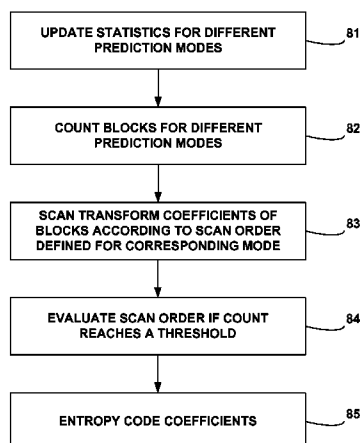 UPDATE STATISTICS FOR DIFFERENT
PREDICTION MODES
81
COUNT BLOCKS FOR DIFFERENT
PREDICTION MODES
82
SCAN TRANSFORM COEFFICIENTS OF
BLOCKS ACCORDING TO SCAN ORDER
DEFINED FOR CORRESPONDING MODE
83
EVALUATE SCAN ORDER IF COUNT
REACHES A THRESHOLD
84
ENTROPY CODE COEFFICIENTS
85